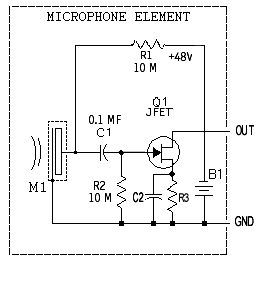 MICROPHONE ELEMENT
R1
10 M
+48V
Q1
JFET
0.1 MF
C1
OUT
M1
R2
10 M
C2
R3
B1
GND